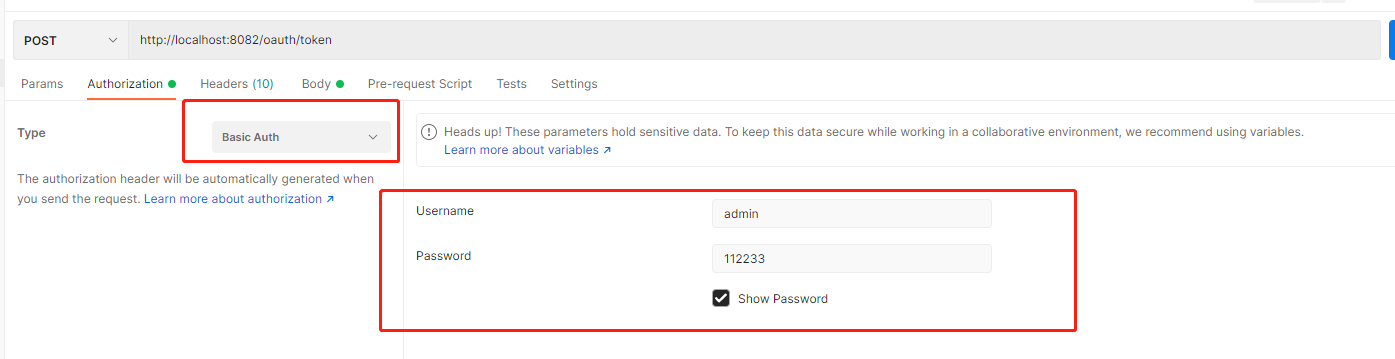 POST
http://localhost:8082/oauth/token
Params
Authorization
Headers (10)
Body
Pre-request Script
Tests
Settings
Type
Basic Auth
The authorization header will be automatically generated when
you send the request. Learn more about authorization ↗
Heads up! These parameters hold sensitive data. To keep this data secure while working in a collaborative environment, we recommend using variables.
Learn more about variables ↗
Username
admin
Password
112233
Show Password